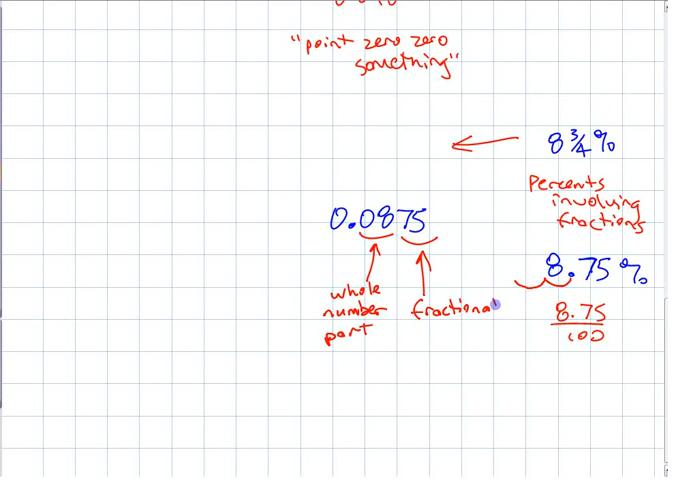 "point zero zero
something"
8 3/4 %
Percents
involving
fractions
0.0875
8.75%
whole
number
part
fractional
8.75
100